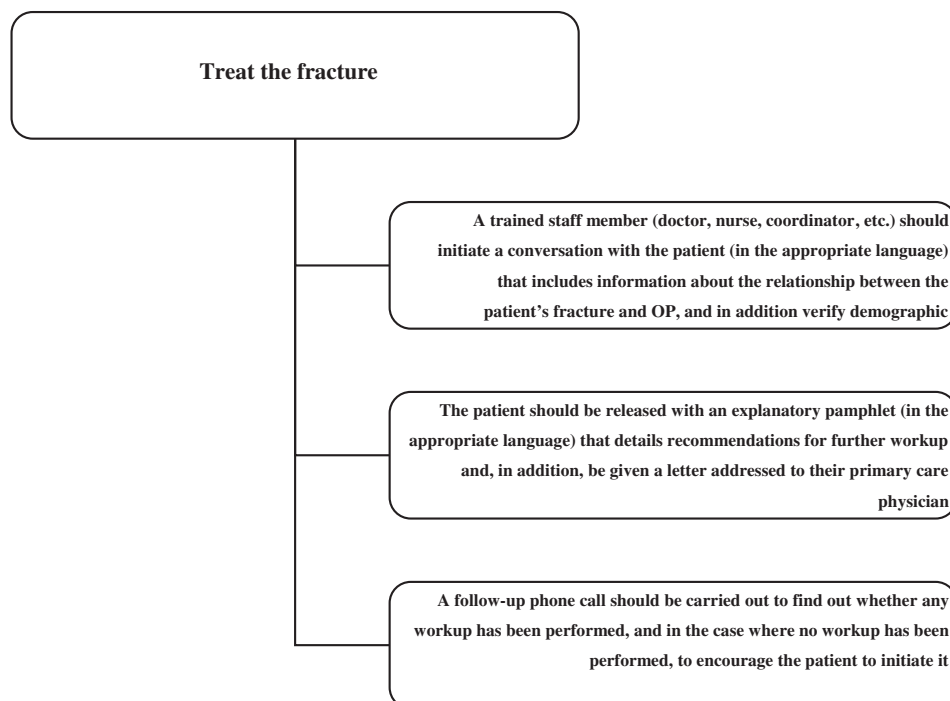 Treat the fracture
A trained staff member (doctor, nurse, coordinator, etc.) should
initiate a conversation with the patient (in the appropriate language)
that includes information about the relationship between the
patient’s fracture and OP, and in addition verify demographic
The patient should be released with an explanatory pamphlet (in the
appropriate language) that details recommendations for further workup
and, in addition, be given a letter addressed to their primary care
physician
A follow-up phone call should be carried out to find out whether any
workup has been performed, and in the case where no workup has been
performed, to encourage the patient to initiate it